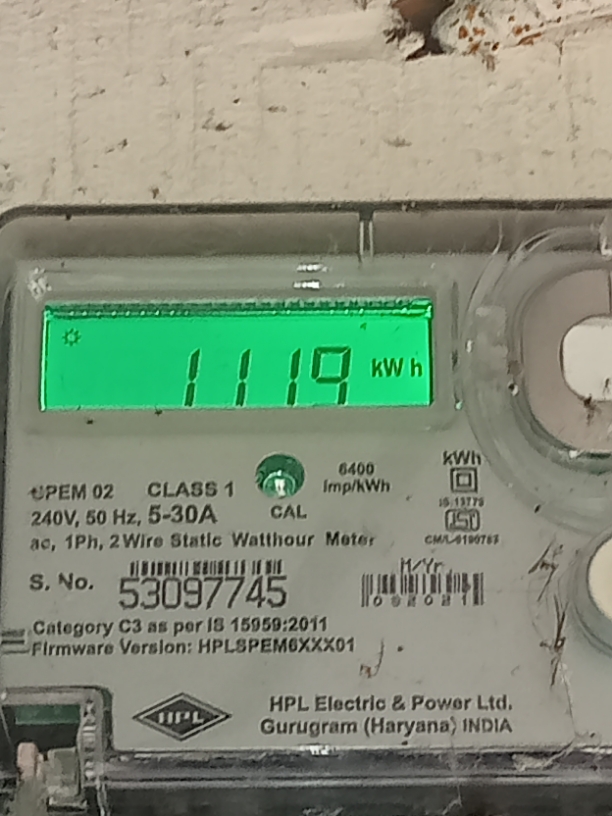 1119 kWh
6400
kWh
SPEM 02 CLASS 1
Imp/kWh
IS 13779
240V, 50 Hz, 5-30A CAL
ac, 1Ph, 2 Wire Static Watthour Meter
M/Yr
S. No. 53097745
092021
Category C3 as per IS 15959:2011
Firmware Version: HPLSPEM6XXX01
HPL
HPL Electric & Power Ltd.
Gurugram (Haryana) INDIA